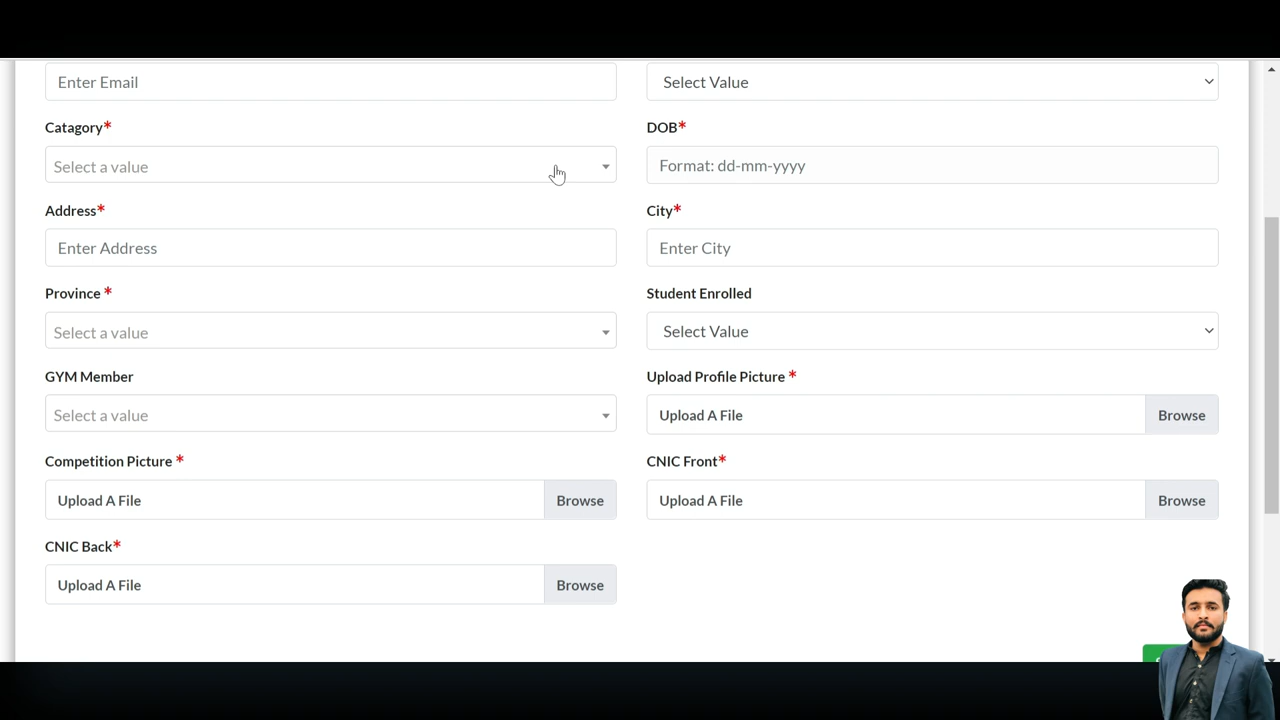 Enter Email
Select Value
Catagory*
DOB*
Select a value
Format: dd-mm-yyyy
Address*
City*
Enter Address
Enter City
Province *
Student Enrolled
Select a value
Select Value
GYM Member
Upload Profile Picture *
Select a value
Upload A File
Browse
Competition Picture *
CNIC Front*
Upload A File
Browse
Upload A File
Browse
CNIC Back*
Upload A File
Browse